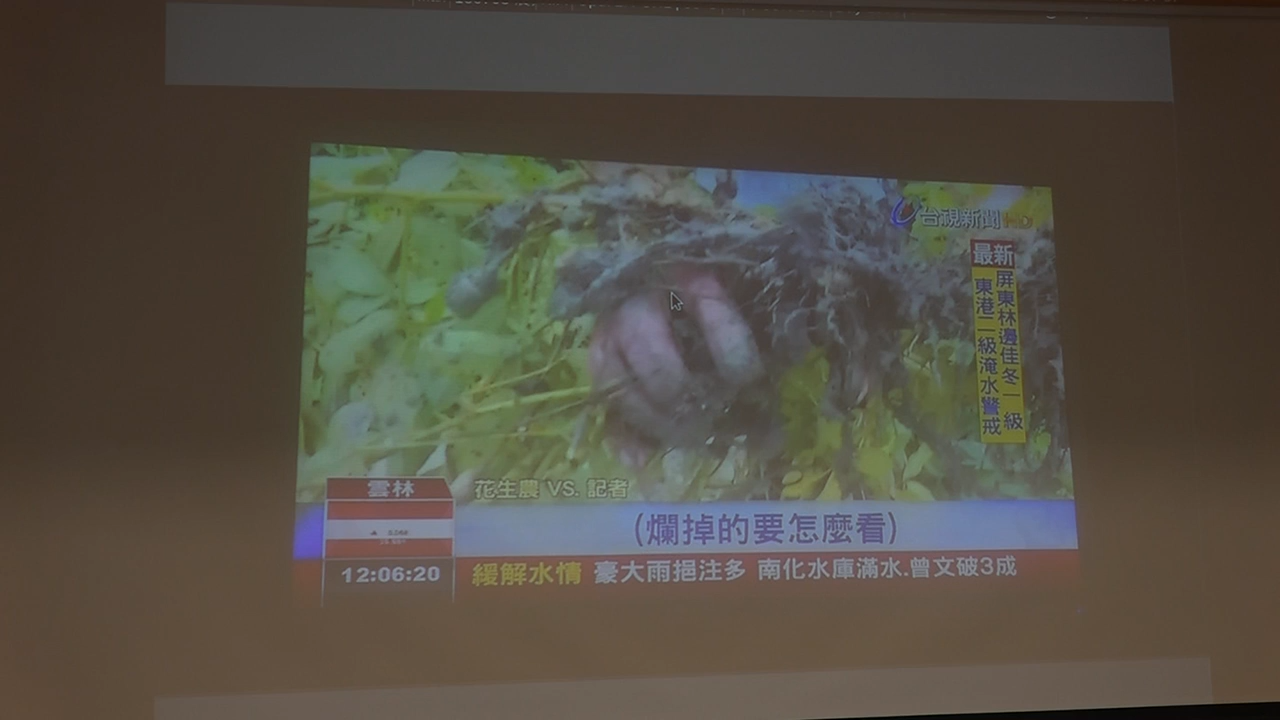 台視新聞HD
最新
屏東林邊佳冬一級
東港二級淹水警戒
雲林
花生農 VS. 記者
(爛掉的要怎麼看)
12:06:20
緩解水情 豪大雨挹注多 南化水庫滿水.曾文破3成